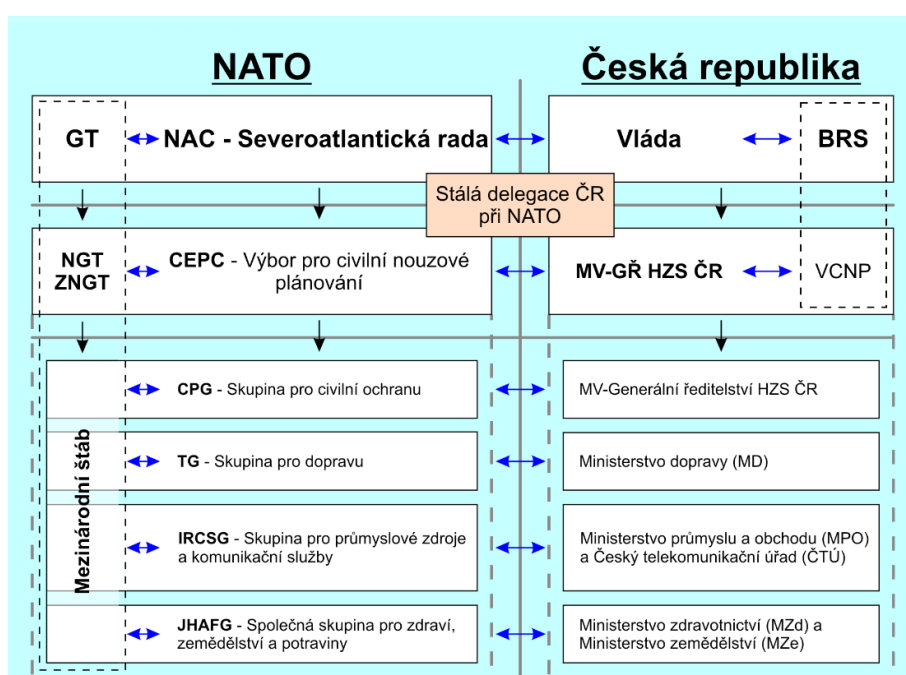 NATO
Česká republika
GT
NAC - Severoatlantická rada
Vláda
BRS
Stálá delegace ČR
při NATO
NGT
ZNGT
CEPC - Výbor pro civilní nouzové
plánování
MV-GŘ HZS ČR
VCNP
Mezinárodní štáb
CPG - Skupina pro civilní ochranu
MV-Generální ředitelství HZS ČR
TG - Skupina pro dopravu
Ministerstvo dopravy (MD)
IRCSG - Skupina pro průmyslové zdroje
a komunikační služby
Ministerstvo průmyslu a obchodu (MPO)
a Český telekomunikační úřad (ČTÚ)
JHAFG - Společná skupina pro zdraví,
zemědělství a potraviny
Ministerstvo zdravotnictví (MZd) a
Ministerstvo zemědělství (MZe)